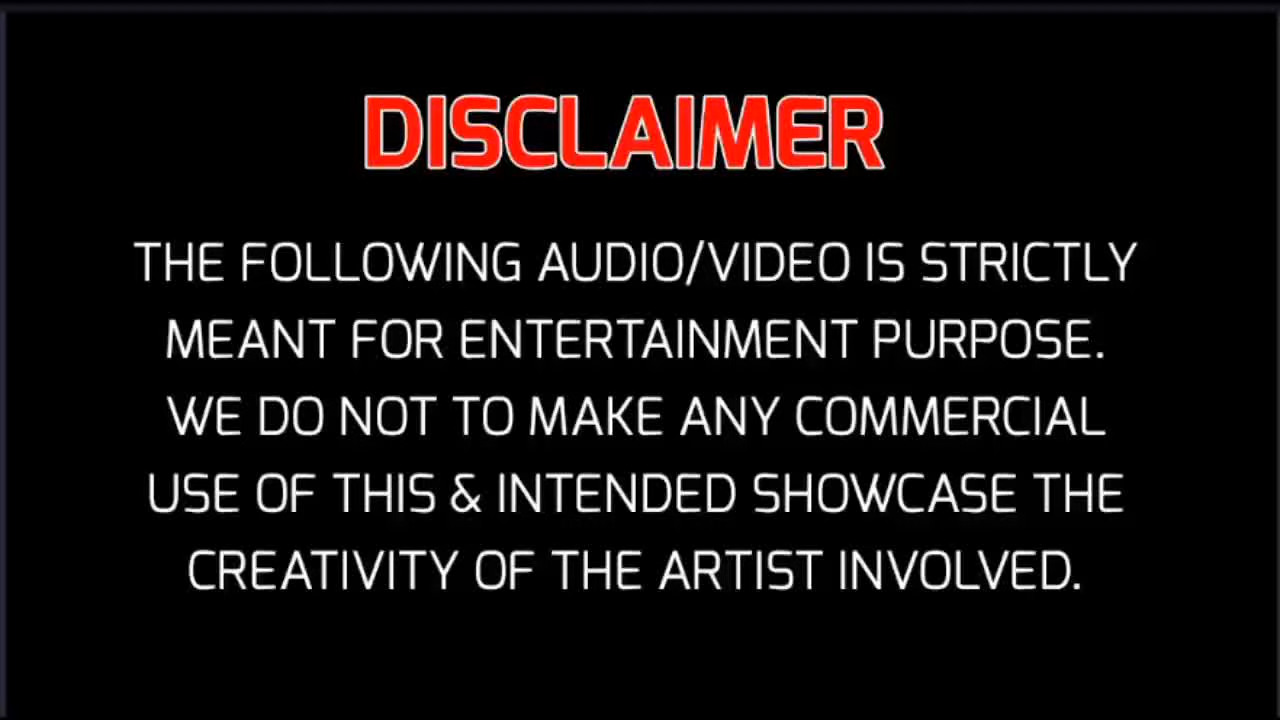 DISCLAIMER
THE FOLLOWING AUDIO/VIDEO IS STRICTLY
MEANT FOR ENTERTAINMENT PURPOSE.
WE DO NOT TO MAKE ANY COMMERCIAL
USE OF THIS & INTENDED SHOWCASE THE
CREATIVITY OF THE ARTIST INVOLVED.